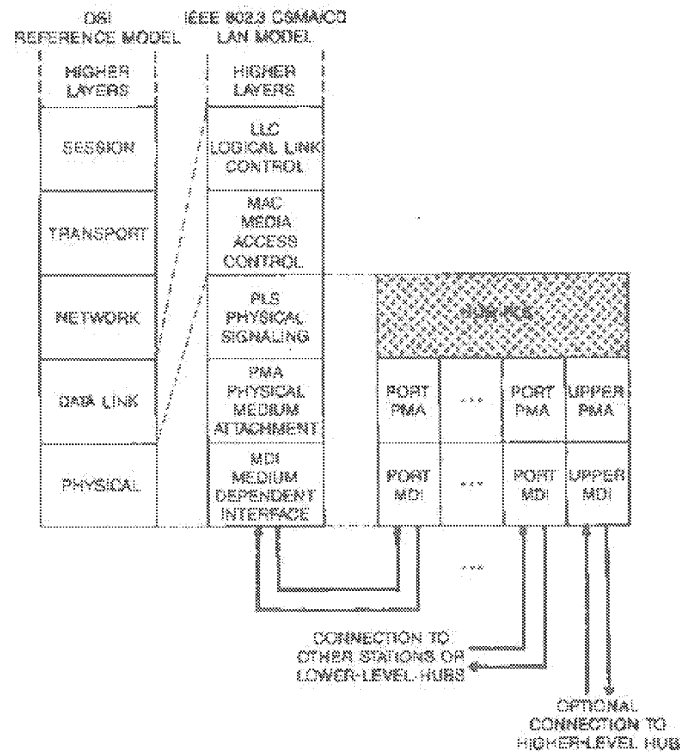 OSI
REFERENCE MODEL
IEEE 802.3 CSMA/CD
LAN MODEL
HIGHER
LAYERS
SESSION
TRANSPORT
NETWORK
DATA LINK
PHYSICAL
HIGHER
LAYERS
LLC
LOGICAL LINK
CONTROL
MAC
MEDIA
ACCESS
CONTROL
PLS
PHYSICAL
SIGNALING
PMA
PHYSICAL
MEDIUM
ATTACHMENT
MDI
MEDIUM
DEPENDENT
INTERFACE
PORT
PMA
...
PORT
PMA
UPPER
PMA
PORT
MDI
...
PORT
MDI
UPPER
MDI
...
CONNECTION TO
OTHER STATIONS OR
LOWER-LEVEL-HUBS
OPTIONAL
CONNECTION TO
HIGHER-LEVEL HUB